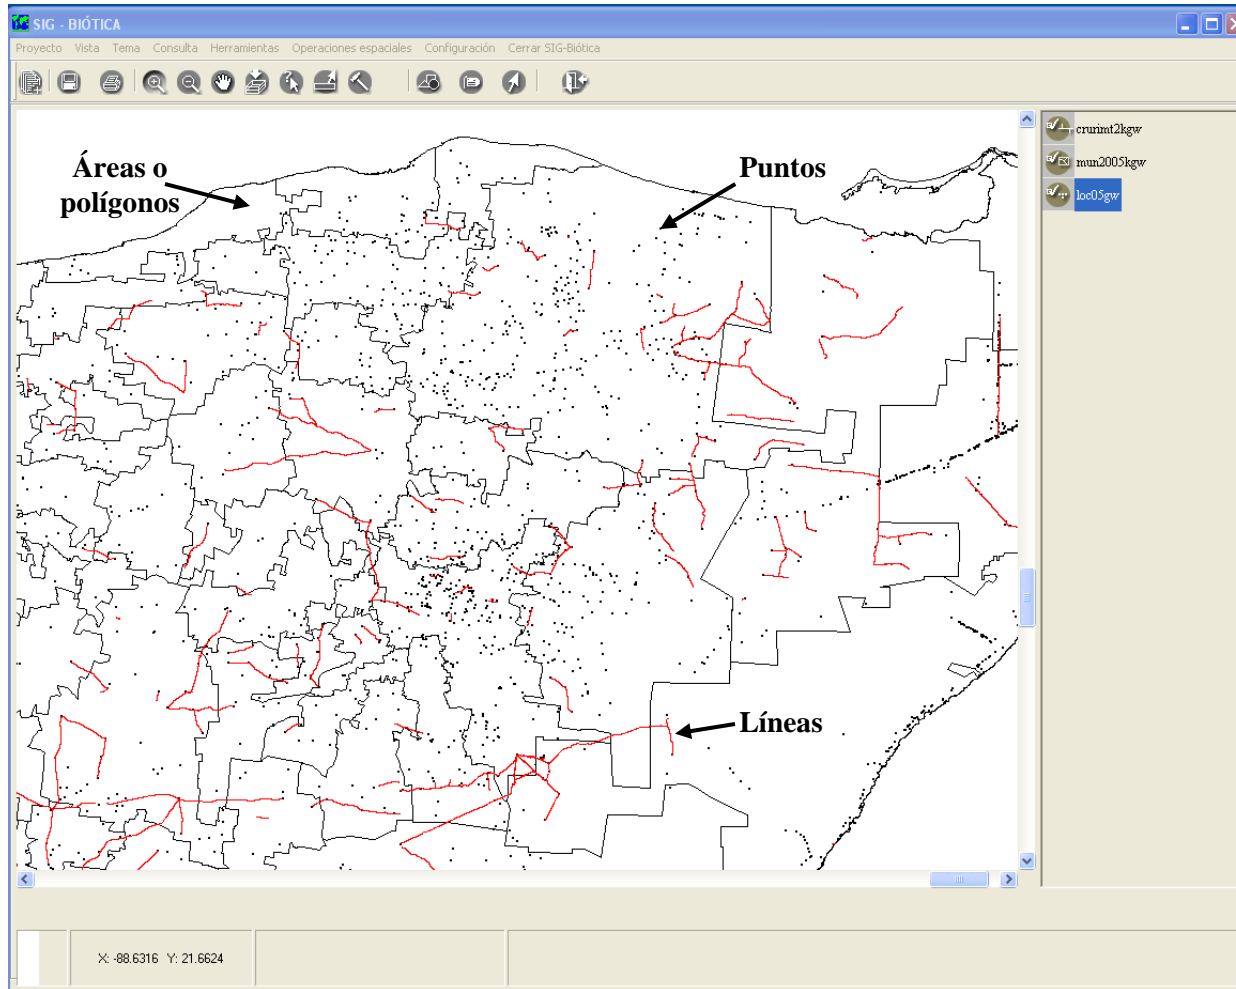 SIG - BIÓTICA
Proyecto Vista Tema Consulta Herramientas Operaciones espaciales Configuración Cerrar SIG-Biótica
Áreas o
polígonos
Puntos
Líneas
crurimt2kgw
mun2005kgw
loc05gw
X: -88.6316 Y: 21.6624